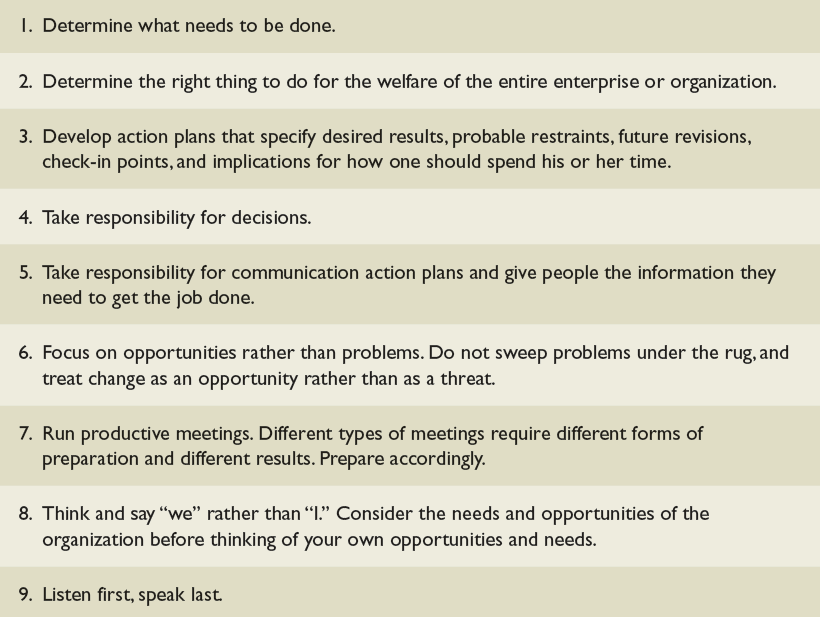 1. Determine what needs to be done.
2. Determine the right thing to do for the welfare of the entire enterprise or organization.
3. Develop action plans that specify desired results, probable restraints, future revisions,
check-in points, and implications for how one should spend his or her time.
4. Take responsibility for decisions.
5. Take responsibility for communication action plans and give people the information they
need to get the job done.
6. Focus on opportunities rather than problems. Do not sweep problems under the rug, and
treat change as an opportunity rather than as a threat.
7. Run productive meetings. Different types of meetings require different forms of
preparation and different results. Prepare accordingly.
8. Think and say “we” rather than “I.” Consider the needs and opportunities of the
organization before thinking of your own opportunities and needs.
9. Listen first, speak last.